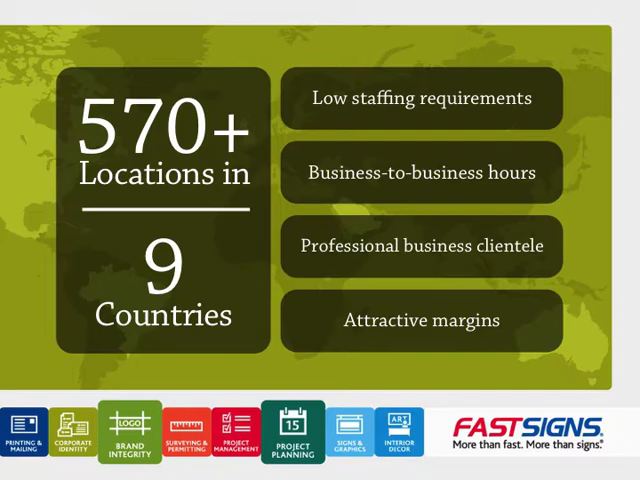 570+
Locations in
9
Countries
Low staffing requirements
Business-to-business hours
Professional business clientele
Attractive margins
PRINTING &
MAILING
CORPORATE
IDENTITY
LOGO
BRAND
INTEGRITY
SURVEYING &
PERMITTING
PROJECT
MANAGEMENT
15
PROJECT
PLANNING
SIGNS &
GRAPHICS
ART
INTERIOR
DECOR
FASTSIGNS®
More than fast. More than signs.®